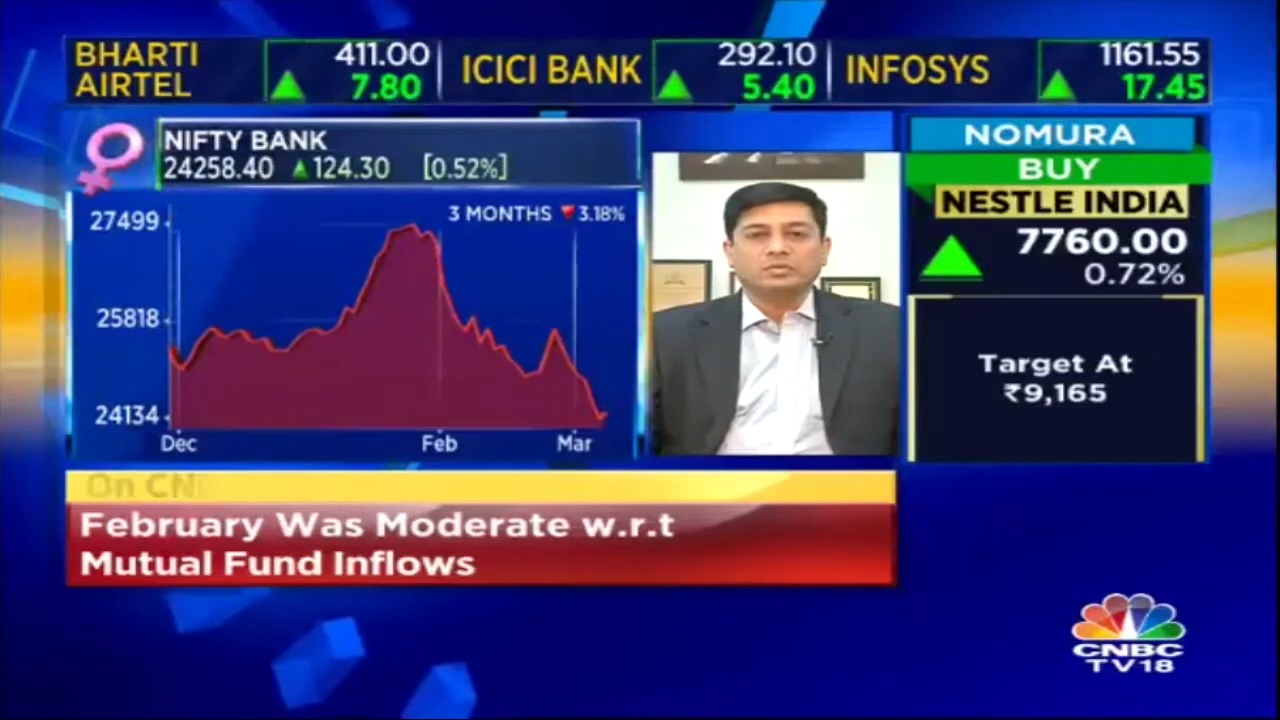 BHARTI
AIRTEL
411.00
7.80
ICICI BANK
292.10
5.40
INFOSYS
1161.55
17.45
NIFTY BANK
24258.40 124.30 [0.52%]
3 MONTHS 3.18%
27499
25818
24134
Dec Feb Mar
NOMURA
BUY
NESTLE INDIA
7760.00
0.72%
Target At
₹9,165
On CN
February Was Moderate w.r.t
Mutual Fund Inflows
CNBC
TV18